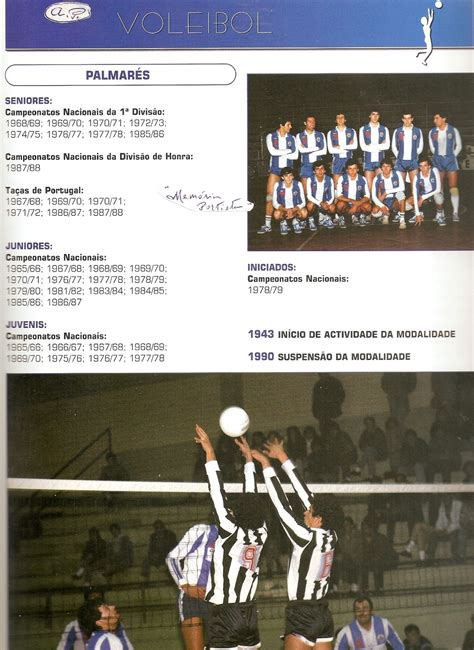 VOLEIBOL
PALMARÉS
SENIORES:
Campeonatos Nacionais da 1ª Divisão:
1968/69; 1969/70; 1970/71; 1972/73;
1974/75; 1976/77; 1977/78; 1985/86
Campeonatos Nacionais da Divisão de Honra:
1987/88
Taças de Portugal:
1967/68; 1969/70; 1970/71;
1971/72; 1986/87; 1987/88
"Memória
JUNIORES:
Campeonatos Nacionais:
1965/66; 1967/68; 1968/69; 1969/70;
1970/71; 1976/77; 1977/78; 1978/79;
1979/80; 1981/82; 1983/84; 1984/85;
1985/86; 1986/87
JUVENIS:
Campeonatos Nacionais:
1965/66; 1966/67; 1967/68; 1968/69;
1969/70; 1975/76; 1976/77; 1977/78
INICIADOS:
Campeonatos Nacionais:
1978/79
1943 INÍCIO DE ACTIVIDADE DA MODALIDADE
1990 SUSPENSÃO DA MODALIDADE
9